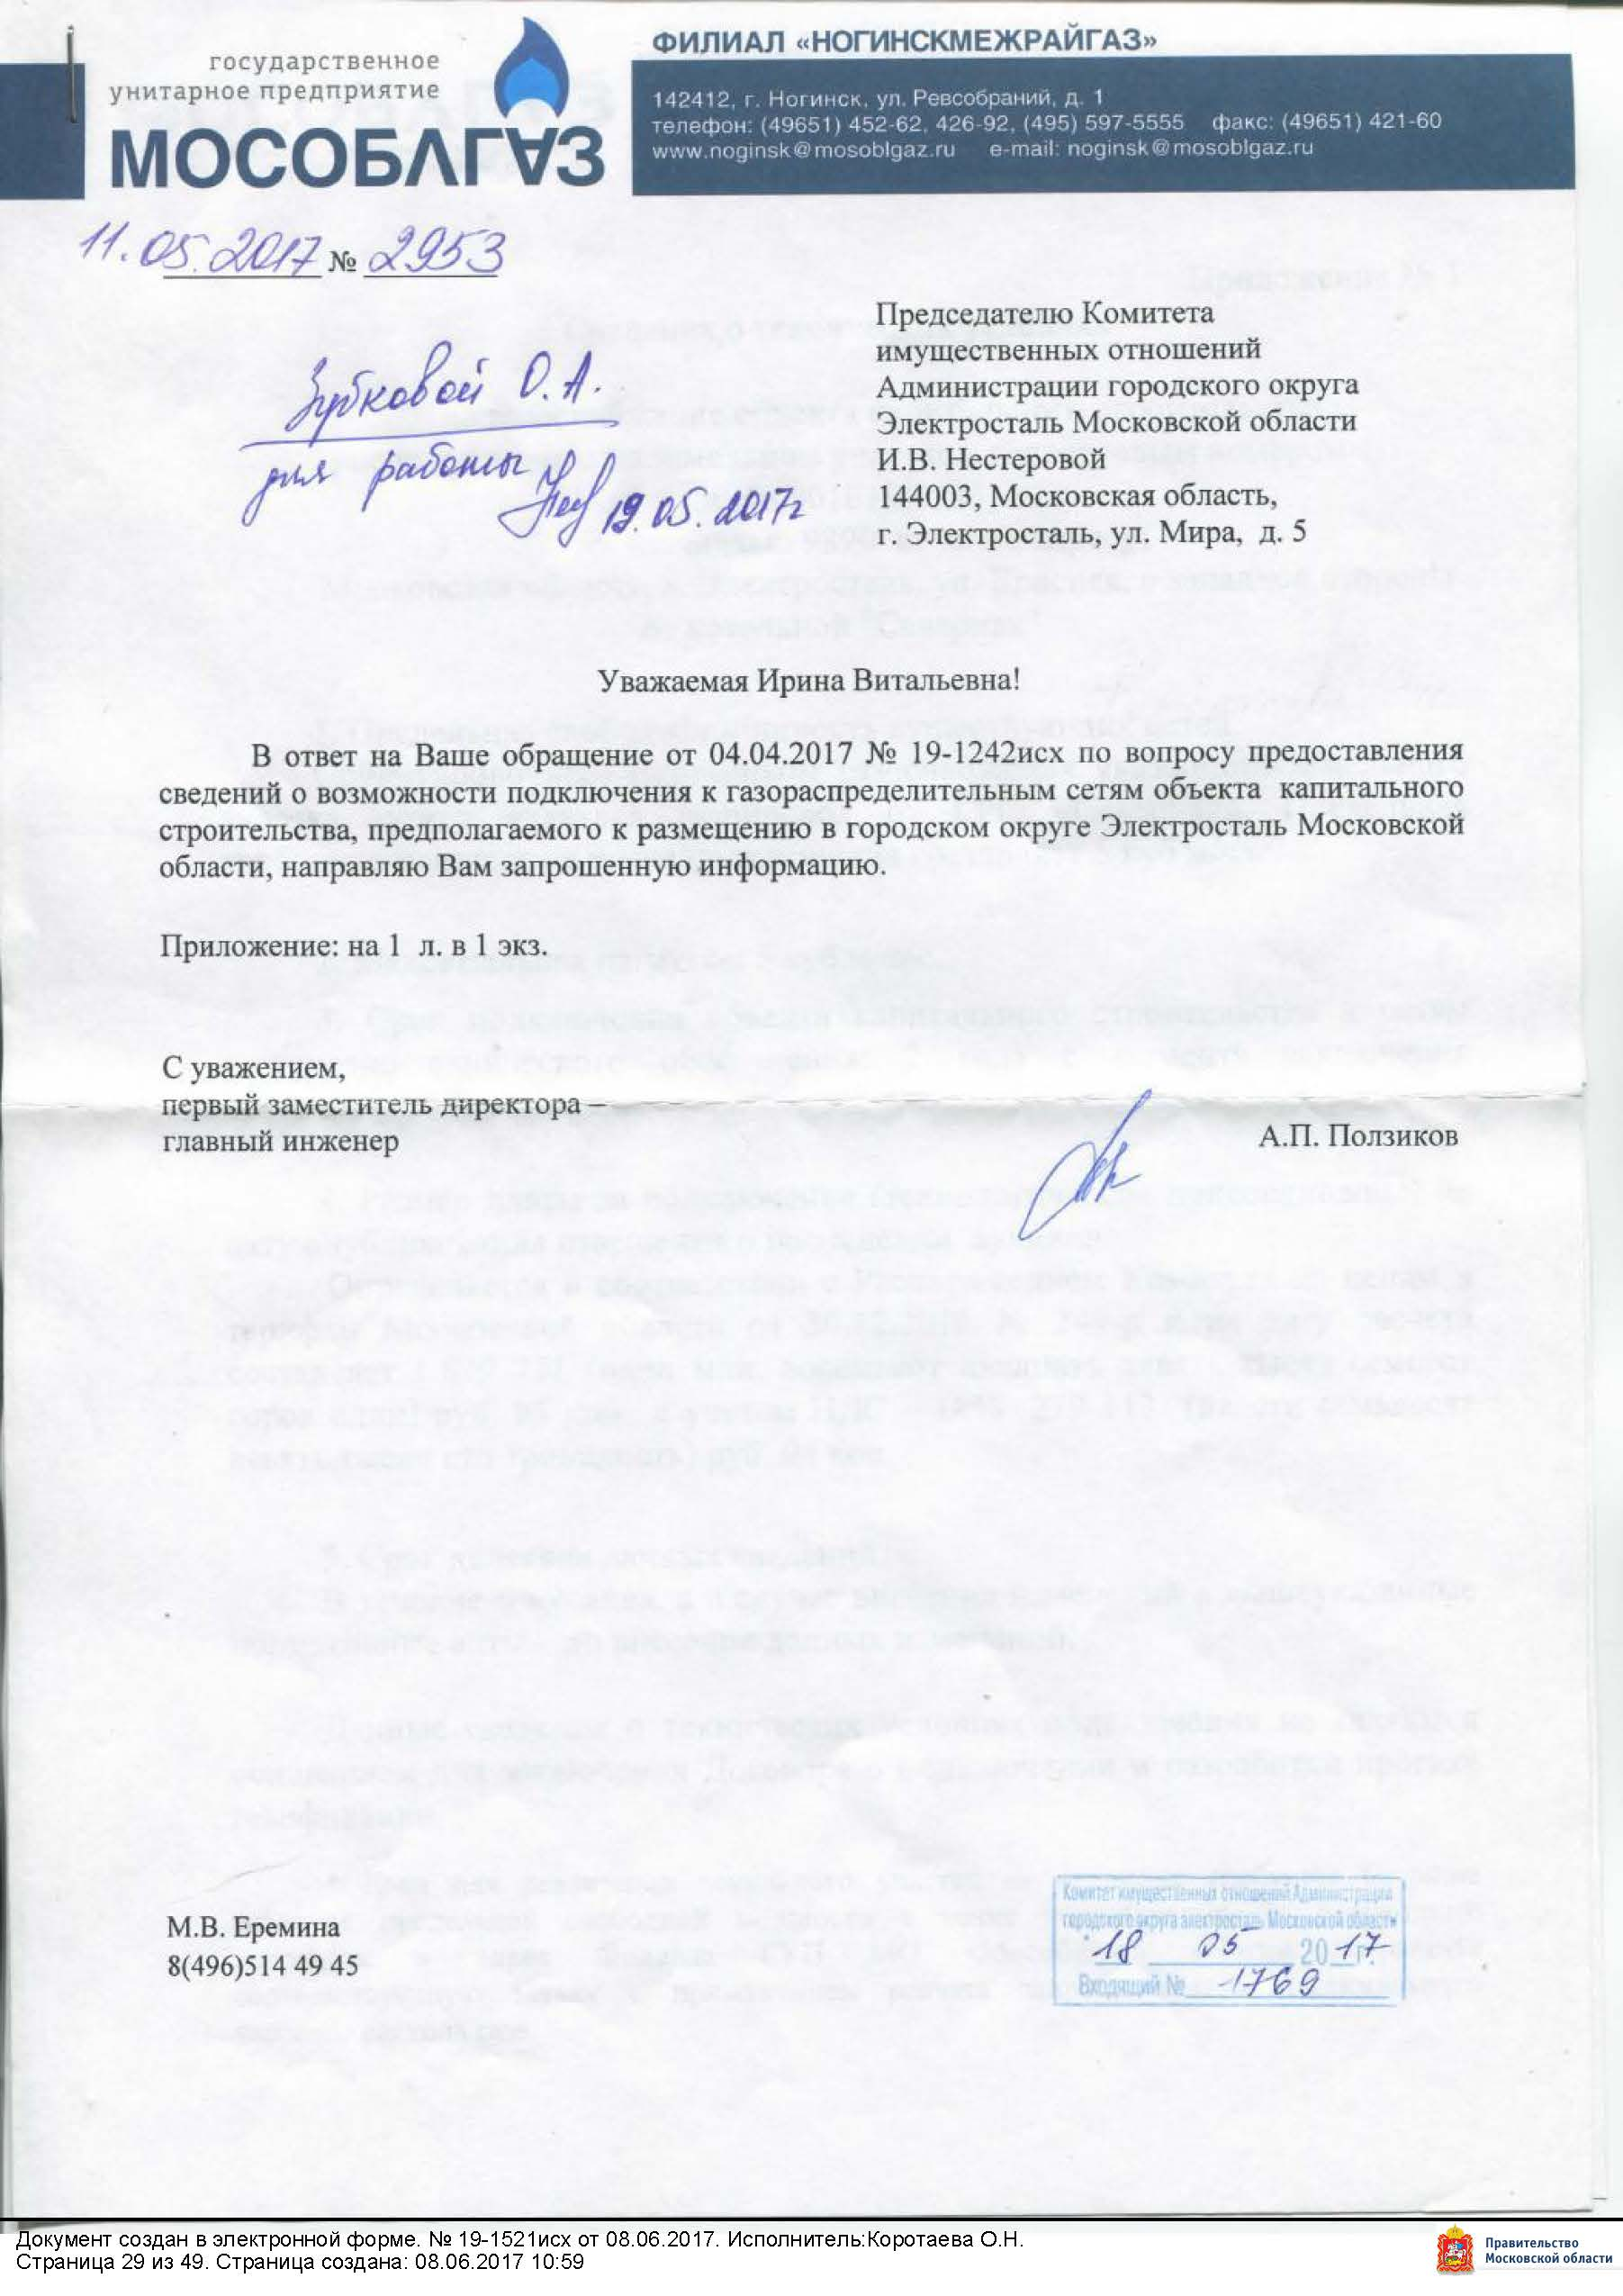 государственное
унитарное предприятие
МОСОБЛГАЗ
ФИЛИАЛ «НОГИНСКМЕЖРАЙГАЗ»
142412, г. Ногинск, ул. Ревсобраний, д. 1
телефон: (49651) 452-62, 426-92, (495) 597-5555 факс: (49651) 421-60
www.noginsk@mosoblgaz.ru e-mail: noginsk@mosoblgaz.ru
11.05.2017 № 2953
Зубковой О.А.
для работы
19.05.2017г
Председателю Комитета
имущественных отношений
Администрации городского округа
Электросталь Московской области
И.В. Нестеровой
144003, Московская область,
г. Электросталь, ул. Мира, д. 5
Уважаемая Ирина Витальевна!
В ответ на Ваше обращение от 04.04.2017 № 19-1242исх по вопросу предоставления
сведений о возможности подключения к газораспределительным сетям объекта капитального
строительства, предполагаемого к размещению в городском округе Электросталь Московской
области, направляю Вам запрошенную информацию.
Приложение: на 1 л. в 1 экз.
С уважением,
первый заместитель директора –
главный инженер
А.П. Ползиков
М.В. Еремина
8(496)514 49 45
Комитет имущественных отношений Администрации
городского округа электросталь Московской области
18 05 2017г.
Входящий № 1769
Документ создан в электронной форме. № 19-1521исх от 08.06.2017. Исполнитель:Коротаева О.Н.
Страница 29 из 49. Страница создана: 08.06.2017 10:59
Правительство
Московской области